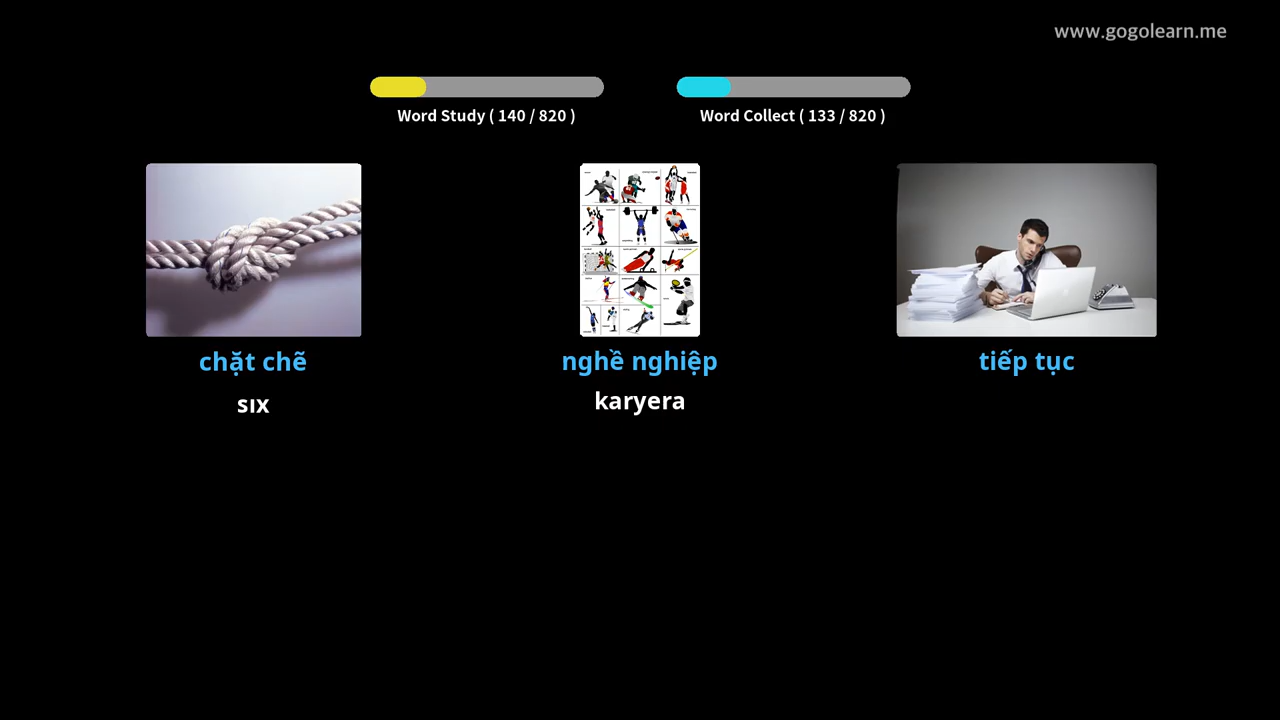 www.gogolearn.me
Word Study ( 140 / 820 )
Word Collect ( 133 / 820 )
chặt chẽ
nghề nghiệp
tiếp tục
sıx
karyera